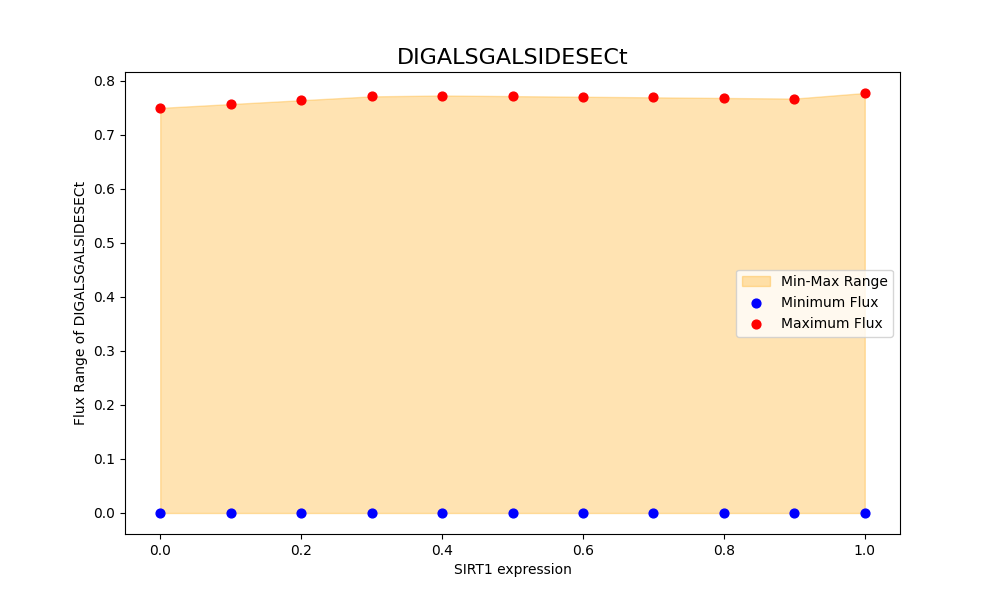 DIGALSGALSIDESECt
Flux Range of DIGALSGALSIDESECt
0.8
0.7
0.6
0.5
0.4
0.3
0.2
0.1
0.0
Min-Max Range
Minimum Flux
Maximum Flux
0.0 0.2 0.4 0.6 0.8 1.0
SIRT1 expression